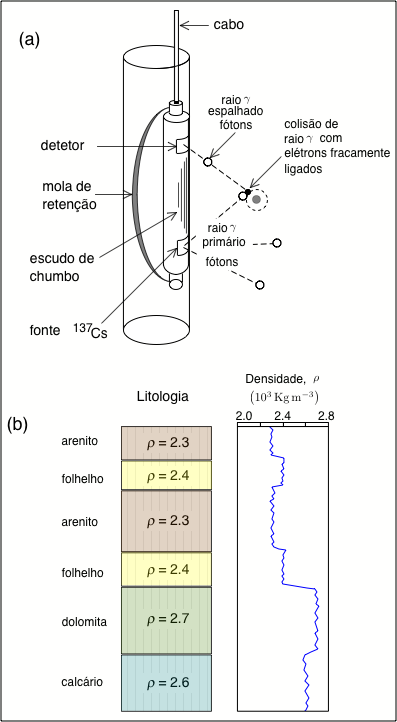 (a)
cabo
raio γ
espalhado
fótons
colisão de
raio γ com
elétrons fracamente
ligados
detetor
mola de
retenção
raio γ
primário
fótons
escudo de
chumbo
fonte ¹³⁷Cs
Densidade, ρ
(10³ Kg m⁻³)
Litologia
2.0 2.4 2.8
(b)
arenito ρ = 2.3
folhelho ρ = 2.4
arenito ρ = 2.3
folhelho ρ = 2.4
dolomita ρ = 2.7
calcário ρ = 2.6